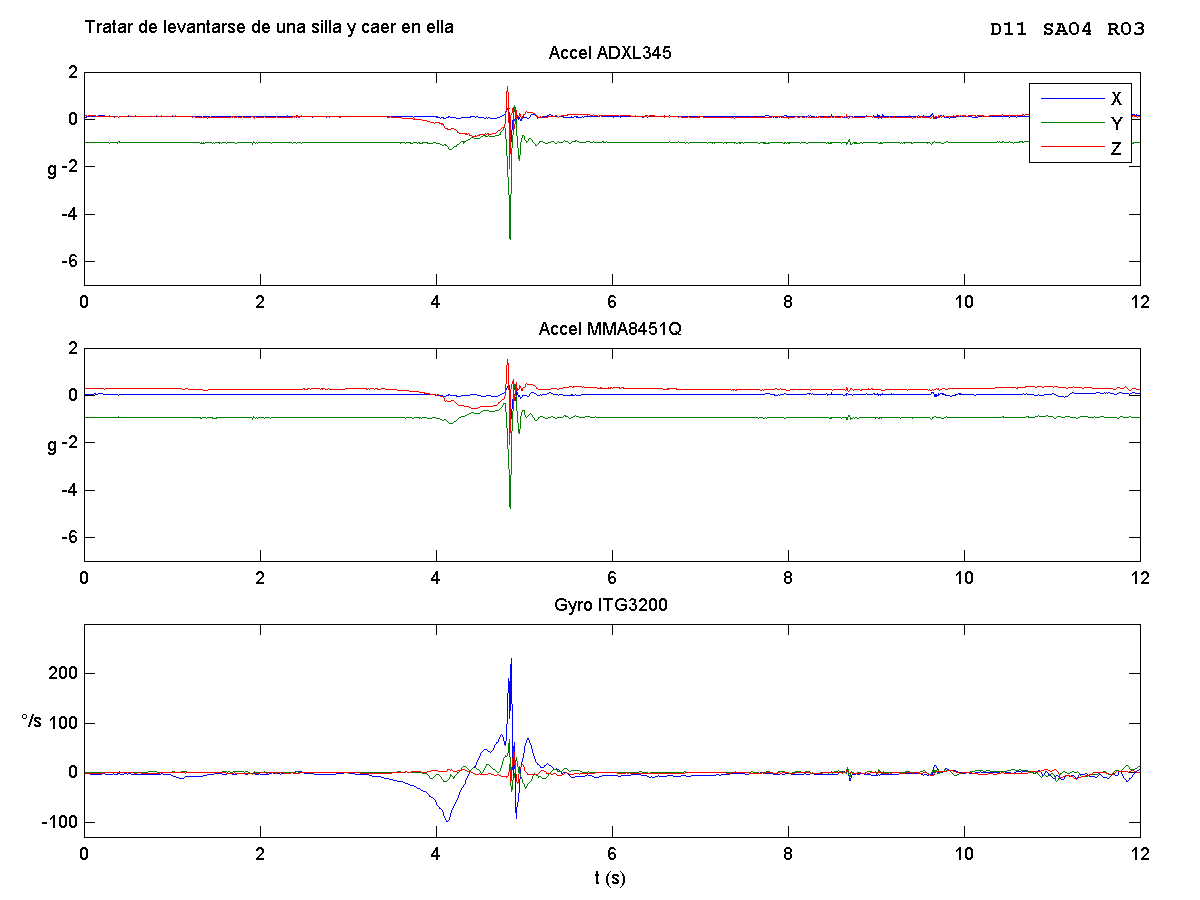 Tratar de levantarse de una silla y caer en ella
D11 SA04 R03
Accel ADXL345
2
0
-2
-4
-6
g
X
Y
Z
0 2 4 6 8 10 12
Accel MMA8451Q
2
0
-2
-4
-6
g
0 2 4 6 8 10 12
Gyro ITG3200
200
100
0
-100
°/s
0 2 4 6 8 10 12
t (s)